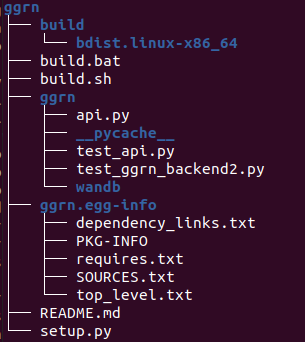 ggrn
├── build
│   └── bdist.linux-x86_64
├── build.bat
├── build.sh
├── ggrn
│   ├── api.py
│   ├── __pycache__
│   ├── test_api.py
│   ├── test_ggrn_backend2.py
│   └── wandb
├── ggrn.egg-info
│   ├── dependency_links.txt
│   ├── PKG-INFO
│   ├── requires.txt
│   ├── SOURCES.txt
│   └── top_level.txt
├── README.md
└── setup.py